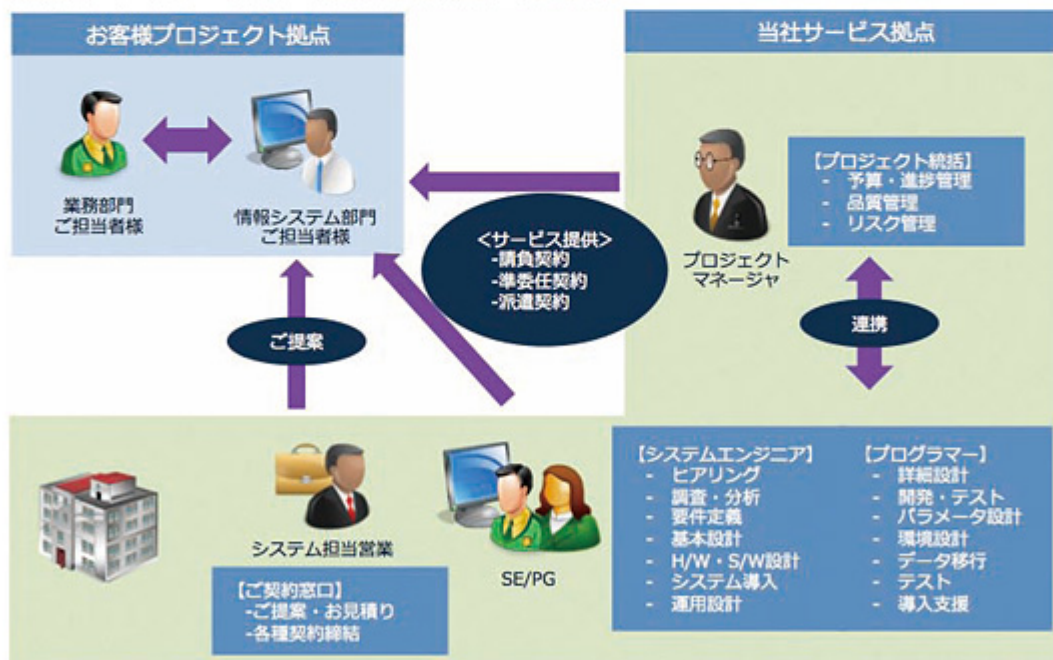 お客様プロジェクト拠点
業務部門
ご担当者様
情報システム部門
ご担当者様
当社サービス拠点
プロジェクト
マネージャ
【プロジェクト統括】
- 予算・進捗管理
- 品質管理
- リスク管理
<サービス提供>
-請負契約
-準委任契約
-派遣契約
ご提案
連携
システム担当営業
【ご契約窓口】
-ご提案・お見積り
-各種契約締結
SE/PG
【システムエンジニア】
- ヒアリング
- 調査・分析
- 要件定義
- 基本設計
- H/W・S/W設計
- システム導入
- 運用設計
【プログラマー】
- 詳細設計
- 開発・テスト
- パラメータ設計
- 環境設計
- データ移行
- テスト
- 導入支援